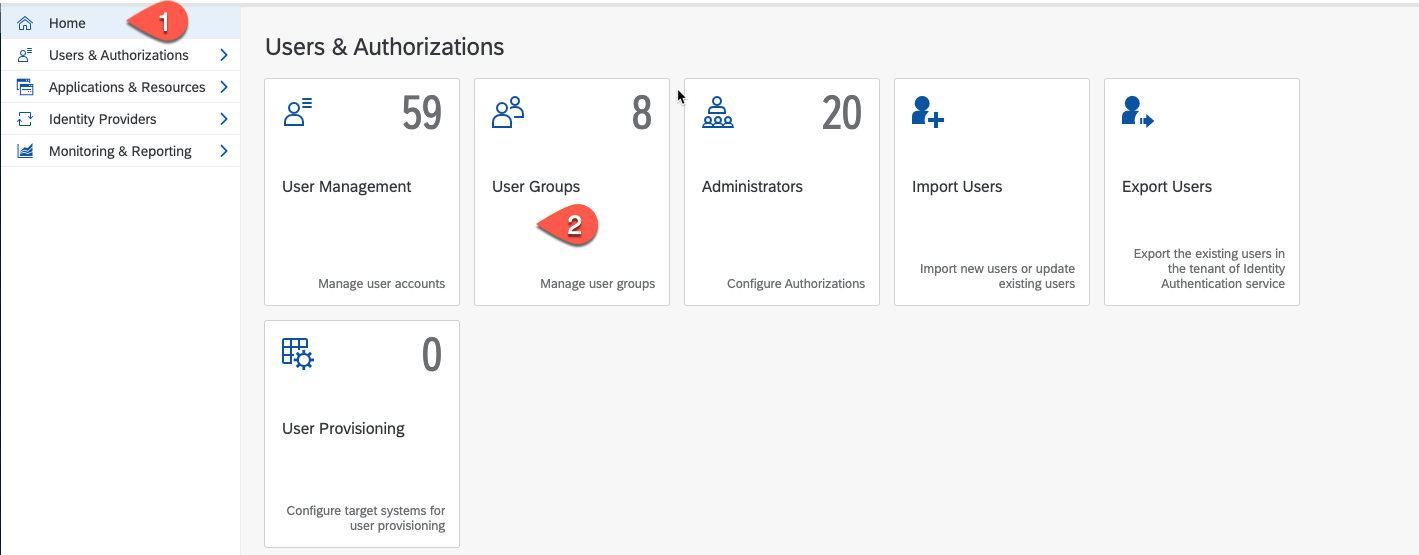 Home
1
Users & Authorizations
Applications & Resources
Identity Providers
Monitoring & Reporting
Users & Authorizations
59
User Management
Manage user accounts
8
User Groups
2
Manage user groups
20
Administrators
Configure Authorizations
Import Users
Import new users or update
existing users
Export Users
Export the existing users in
the tenant of Identity
Authentication service
0
User Provisioning
Configure target systems for
user provisioning